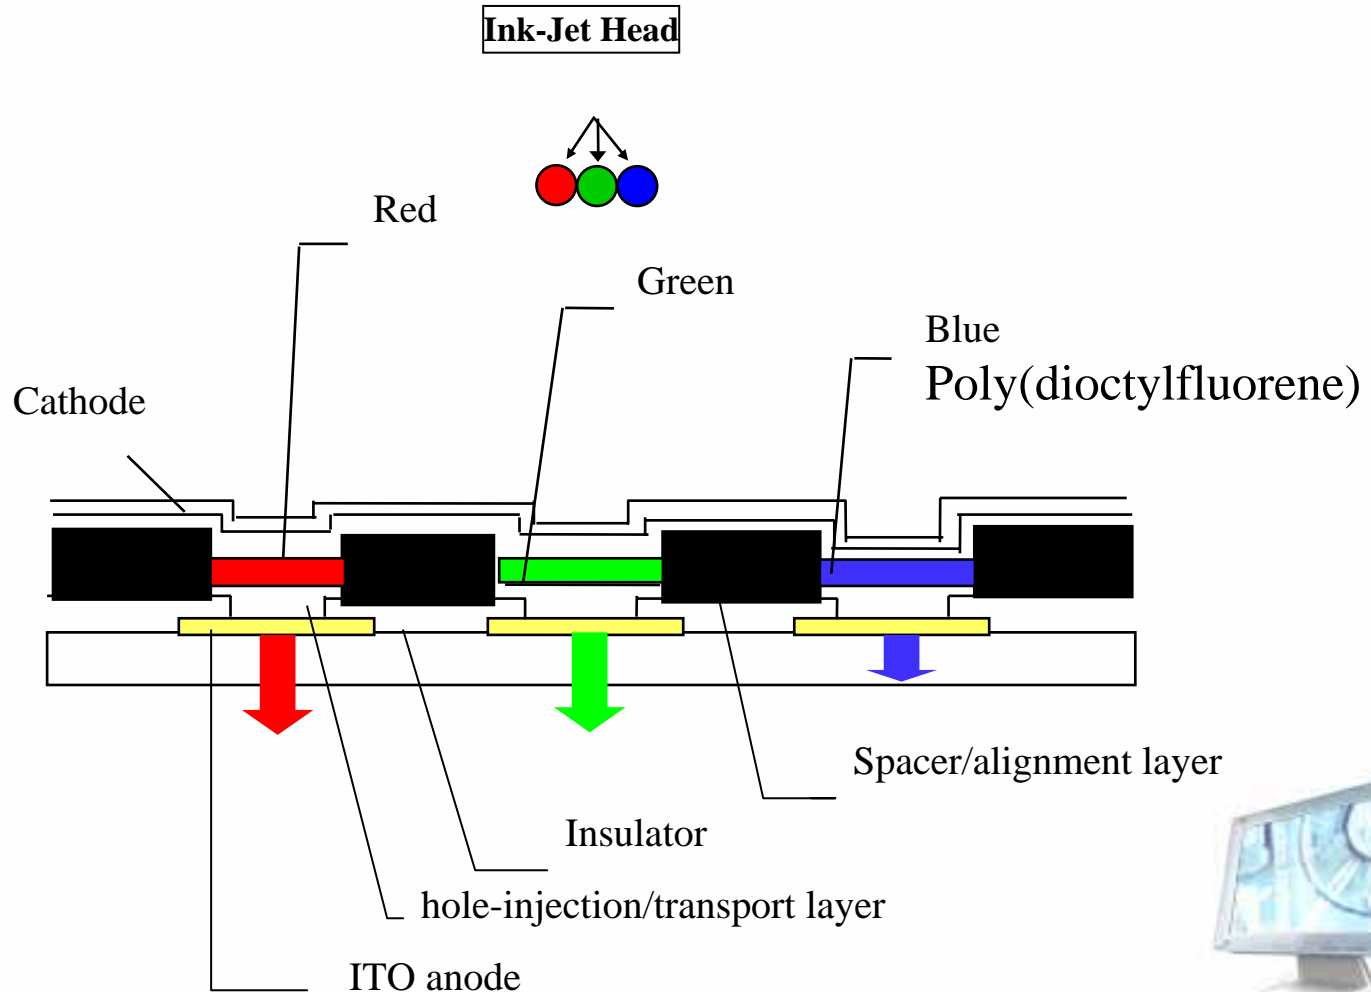 Ink-Jet Head
Red
Green
Blue
Poly(dioctylfluorene)
Cathode
Spacer/alignment layer
Insulator
hole-injection/transport layer
ITO anode